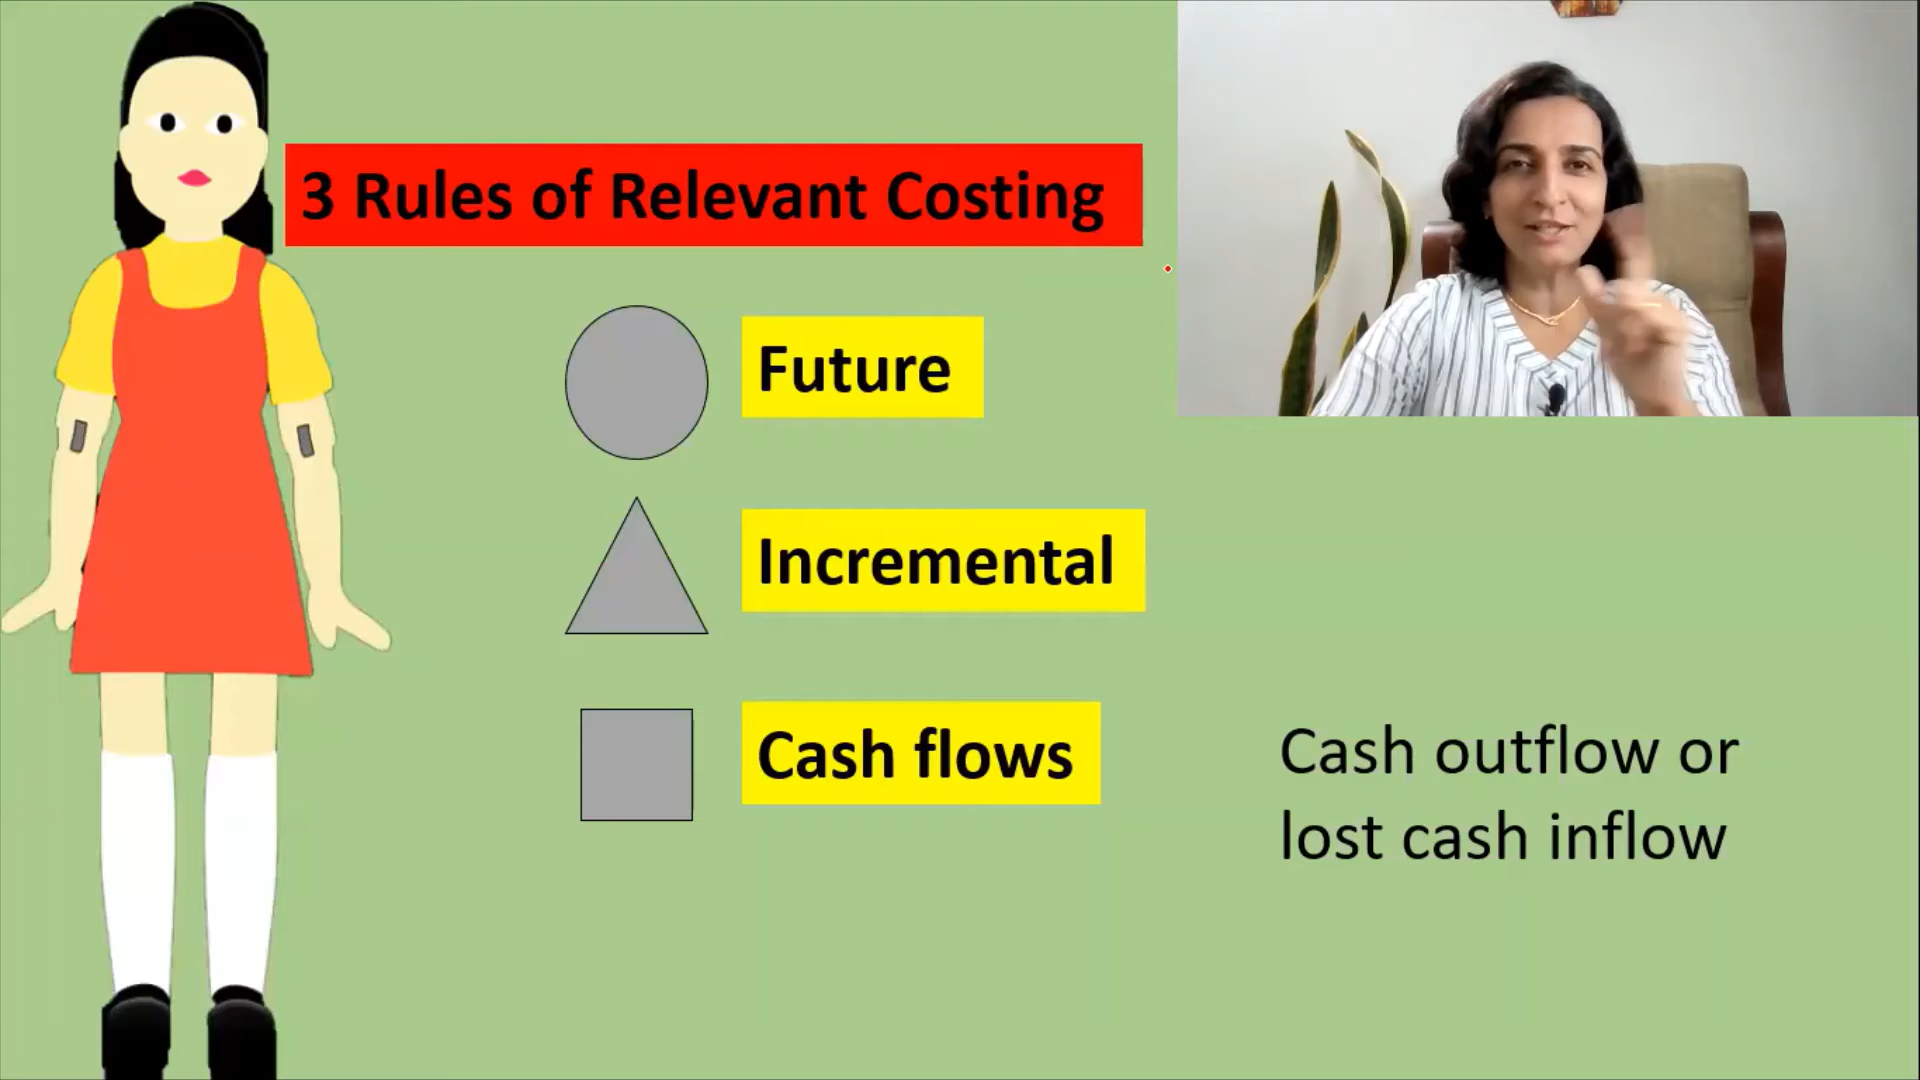 3 Rules of Relevant Costing
Future
Incremental
Cash flows
Cash outflow or
lost cash inflow